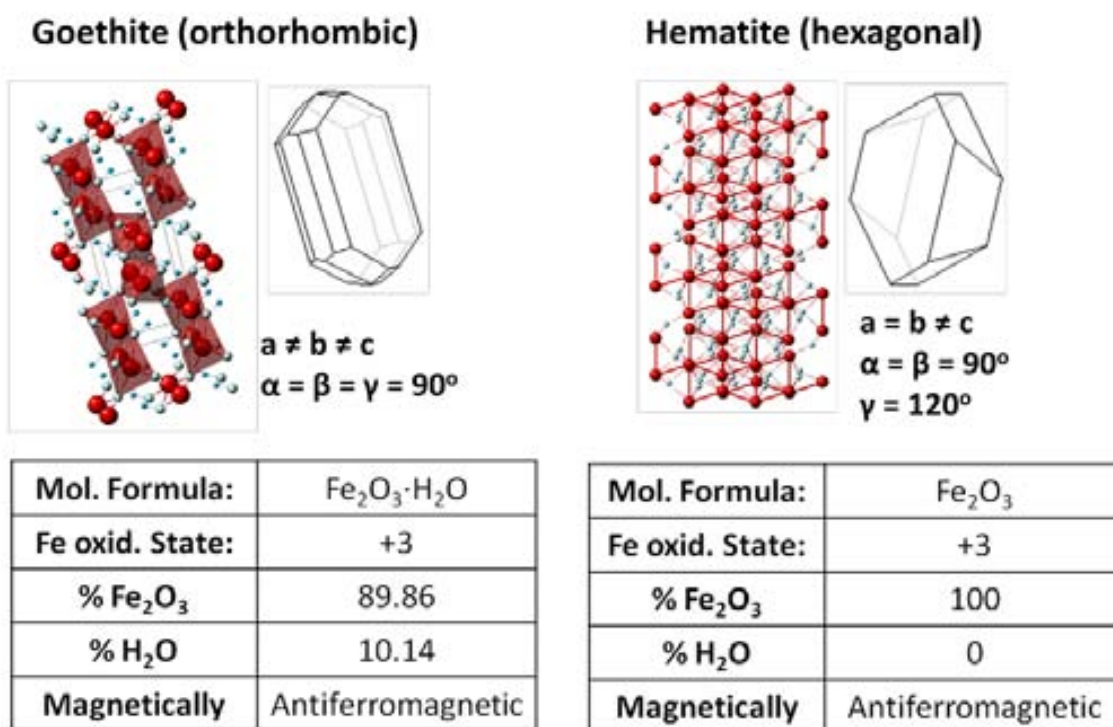 Goethite (orthorhombic)
a ≠ b ≠ c
α = β = γ = 90°
Mol. Formula: Fe₂O₃·H₂O
Fe oxid. State: +3
% Fe₂O₃ 89.86
% H₂O 10.14
Magnetically Antiferromagnetic
Hematite (hexagonal)
a = b ≠ c
α = β = 90°
γ = 120°
Mol. Formula: Fe₂O₃
Fe oxid. State: +3
% Fe₂O₃ 100
% H₂O 0
Magnetically Antiferromagnetic